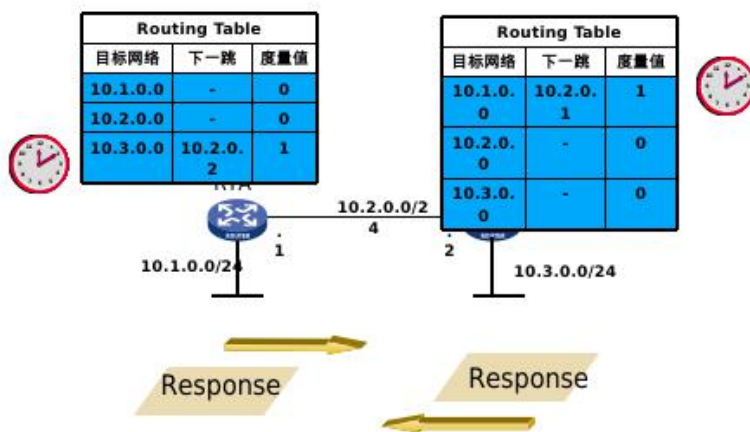 Routing Table
目标网络 下一跳 度量值
10.1.0.0 - 0
10.2.0.0 - 0
10.3.0.0 10.2.0. 1
2
Routing Table
目标网络 下一跳 度量值
10.1.0. 10.2.0. 1
0 1
10.2.0. - 0
0
10.3.0. - 0
0
RTA
10.2.0.0/2
4
.
1
.
2
ROUTER
10.1.0.0/24
10.3.0.0/24
Response
Response